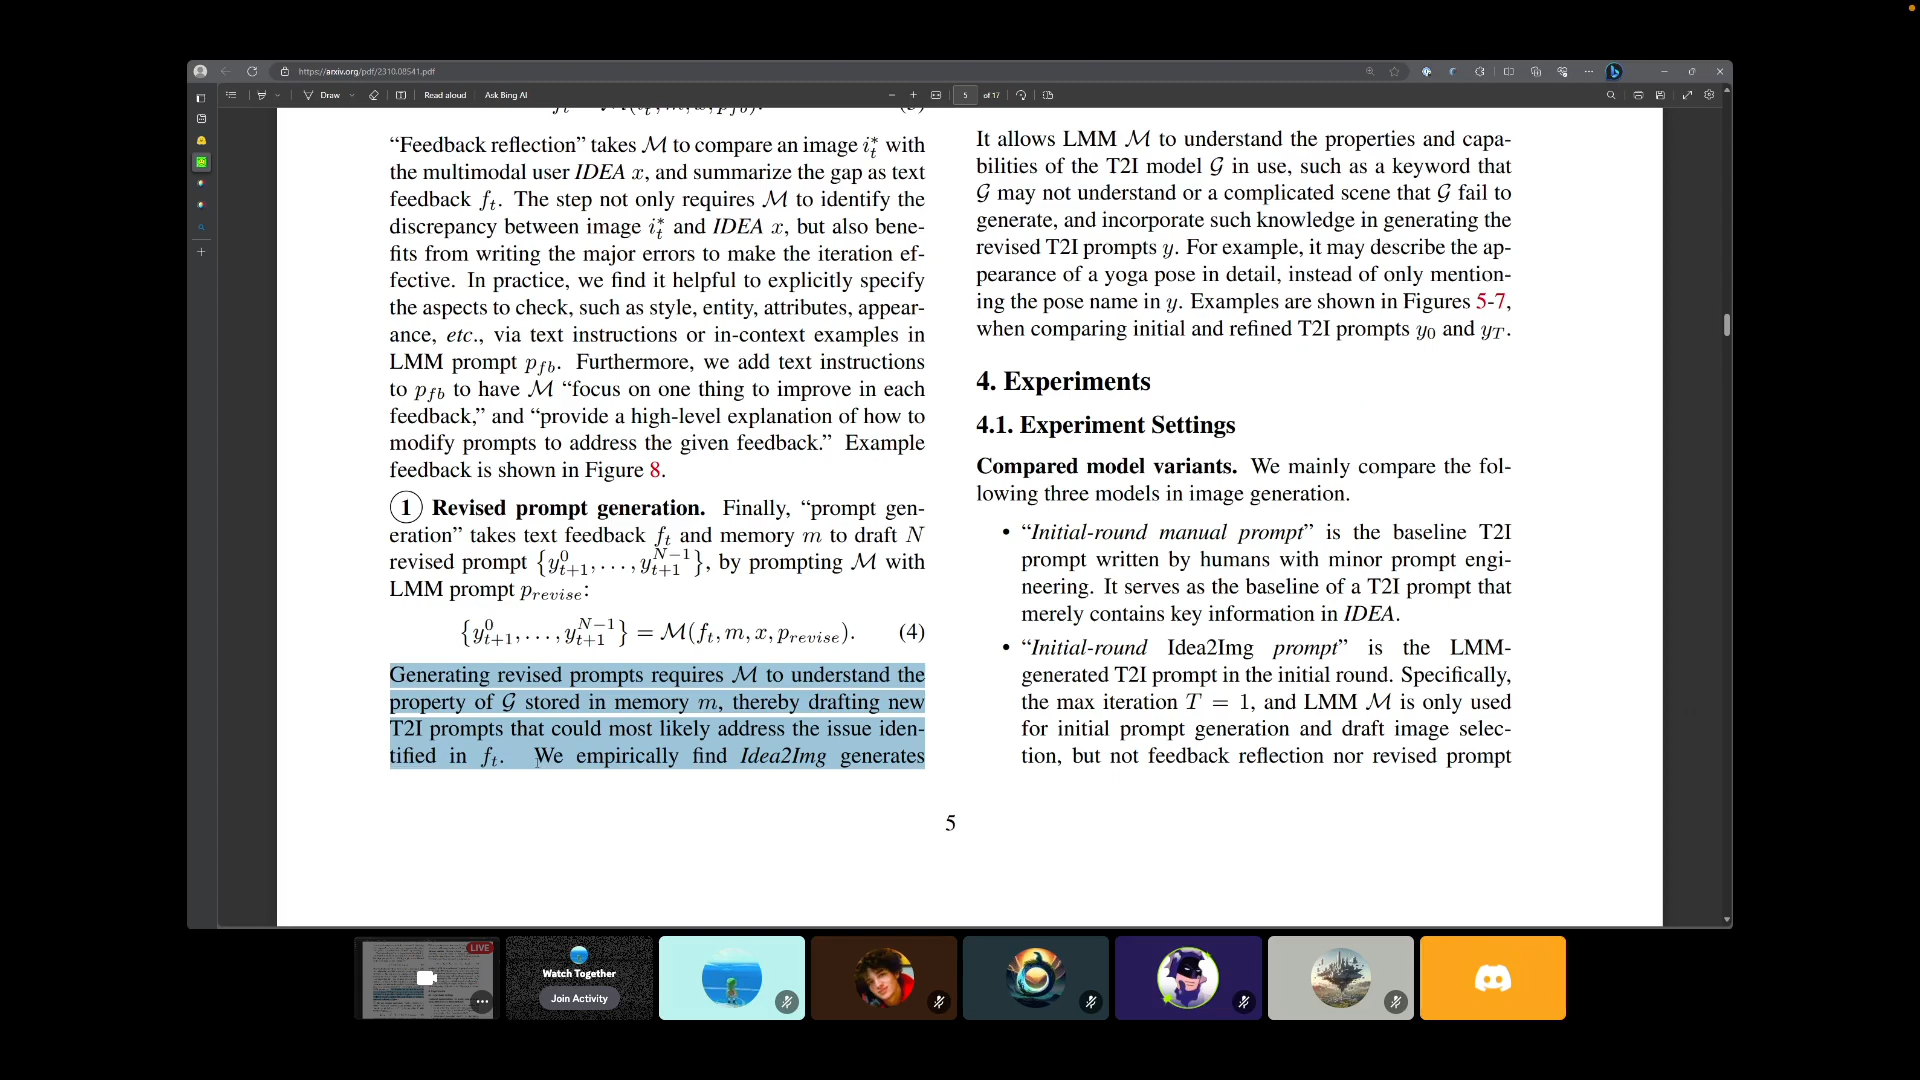 https://arxiv.org/pdf/2310.08541.pdf
Draw
Read aloud
Ask Bing AI
5
of 17
“Feedback reflection” takes ℳ to compare an image i*ₜ with
the multimodal user IDEA x, and summarize the gap as text
feedback fₜ. The step not only requires ℳ to identify the
discrepancy between image i*ₜ and IDEA x, but also bene-
fits from writing the major errors to make the iteration ef-
fective. In practice, we find it helpful to explicitly specify
the aspects to check, such as style, entity, attributes, appear-
ance, etc., via text instructions or in-context examples in
LMM prompt p_fb. Furthermore, we add text instructions
to p_fb to have ℳ “focus on one thing to improve in each
feedback,” and “provide a high-level explanation of how to
modify prompts to address the given feedback.” Example
feedback is shown in Figure 8.
① Revised prompt generation. Finally, “prompt gen-
eration” takes text feedback fₜ and memory m to draft N
revised prompt {y⁰ₜ₊₁, . . . , yᴺ⁻¹ₜ₊₁}, by prompting ℳ with
LMM prompt p_revise:
{y⁰ₜ₊₁, . . . , yᴺ⁻¹ₜ₊₁} = ℳ(fₜ, m, x, p_revise). (4)
Generating revised prompts requires ℳ to understand the
property of 𝒢 stored in memory m, thereby drafting new
T2I prompts that could most likely address the issue iden-
tified in fₜ. We empirically find Idea2Img generates
It allows LMM ℳ to understand the properties and capa-
bilities of the T2I model 𝒢 in use, such as a keyword that
𝒢 may not understand or a complicated scene that 𝒢 fail to
generate, and incorporate such knowledge in generating the
revised T2I prompts y. For example, it may describe the ap-
pearance of a yoga pose in detail, instead of only mention-
ing the pose name in y. Examples are shown in Figures 5-7,
when comparing initial and refined T2I prompts y₀ and y_T.
4. Experiments
4.1. Experiment Settings
Compared model variants. We mainly compare the fol-
lowing three models in image generation.
• “Initial-round manual prompt” is the baseline T2I
prompt written by humans with minor prompt engi-
neering. It serves as the baseline of a T2I prompt that
merely contains key information in IDEA.
• “Initial-round Idea2Img prompt” is the LMM-
generated T2I prompt in the initial round. Specifically,
the max iteration T = 1, and LMM ℳ is only used
for initial prompt generation and draft image selec-
tion, but not feedback reflection nor revised prompt
5
LIVE
Watch Together
Join Activity